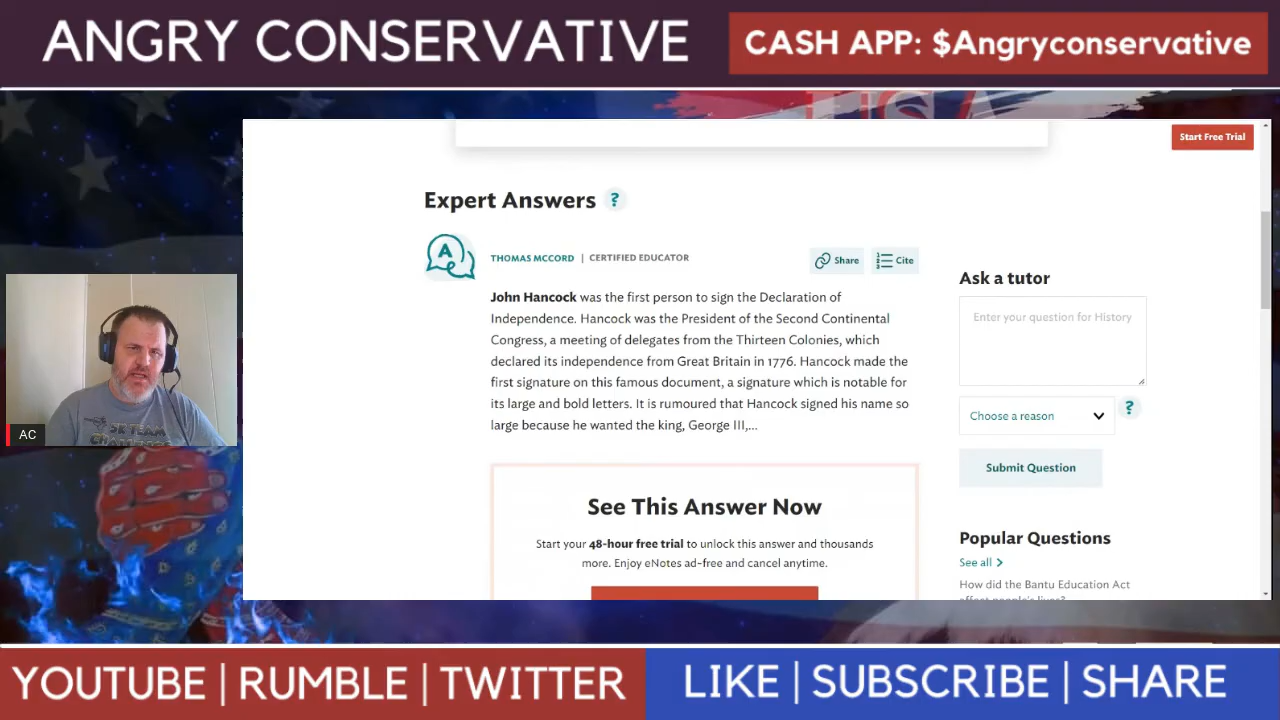 ANGRY CONSERVATIVE
CASH APP: $Angryconservative
USA
Start Free Trial
Expert Answers ?
A
THOMAS MCCORD | CERTIFIED EDUCATOR
Share
Cite
John Hancock was the first person to sign the Declaration of
Independence. Hancock was the President of the Second Continental
Congress, a meeting of delegates from the Thirteen Colonies, which
declared its independence from Great Britain in 1776. Hancock made the
first signature on this famous document, a signature which is notable for
its large and bold letters. It is rumoured that Hancock signed his name so
large because he wanted the king, George III,...
See This Answer Now
Start your 48-hour free trial to unlock this answer and thousands
more. Enjoy eNotes ad-free and cancel anytime.
Ask a tutor
Enter your question for History
Choose a reason
?
Submit Question
Popular Questions
See all >
How did the Bantu Education Act
affect people's lives?
AC
YOUTUBE | RUMBLE | TWITTER
LIKE | SUBSCRIBE | SHARE